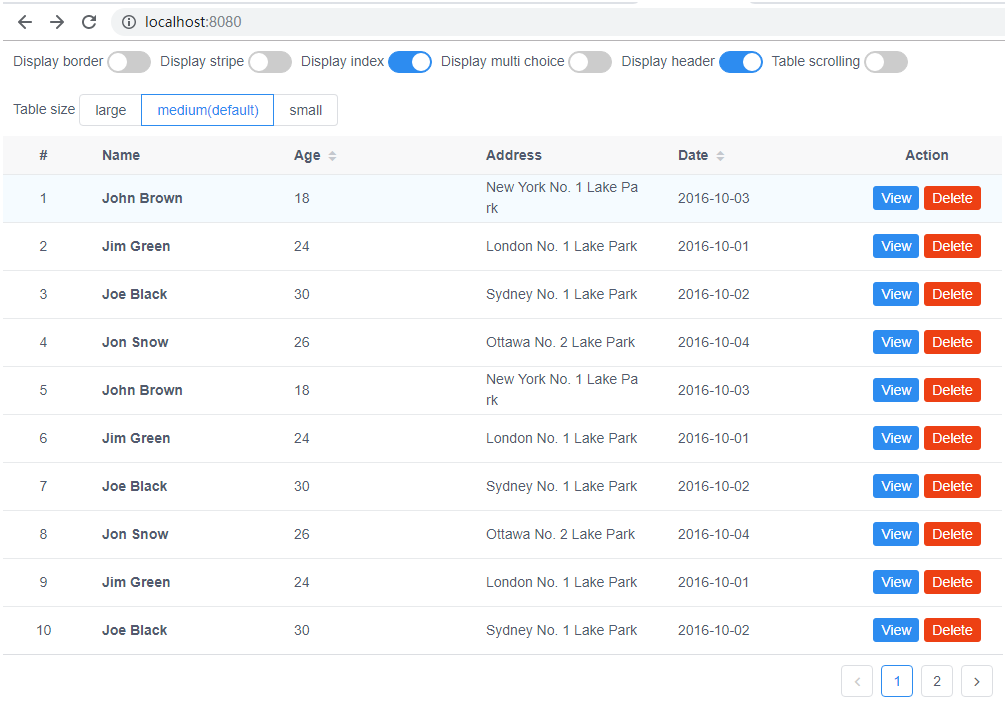 localhost:8080
Display border Display stripe Display index Display multi choice Display header Table scrolling
Table size large medium(default) small
# Name Age Address Date Action
1 John Brown 18 New York No. 1 Lake Pa
rk 2016-10-03 View Delete
2 Jim Green 24 London No. 1 Lake Park 2016-10-01 View Delete
3 Joe Black 30 Sydney No. 1 Lake Park 2016-10-02 View Delete
4 Jon Snow 26 Ottawa No. 2 Lake Park 2016-10-04 View Delete
5 John Brown 18 New York No. 1 Lake Pa
rk 2016-10-03 View Delete
6 Jim Green 24 London No. 1 Lake Park 2016-10-01 View Delete
7 Joe Black 30 Sydney No. 1 Lake Park 2016-10-02 View Delete
8 Jon Snow 26 Ottawa No. 2 Lake Park 2016-10-04 View Delete
9 Jim Green 24 London No. 1 Lake Park 2016-10-01 View Delete
10 Joe Black 30 Sydney No. 1 Lake Park 2016-10-02 View Delete
< 1 2 >